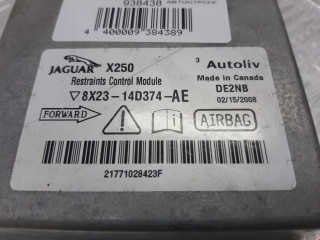 938438 АВТОСТРОНГ
4 400009 384389
JAGUAR X250
3 Autoliv
Restraints Control Module
Made in Canada
8X23-14D374-AE
DE2NB
02/15/2008
FORWARD
AIRBAG
21771028423F